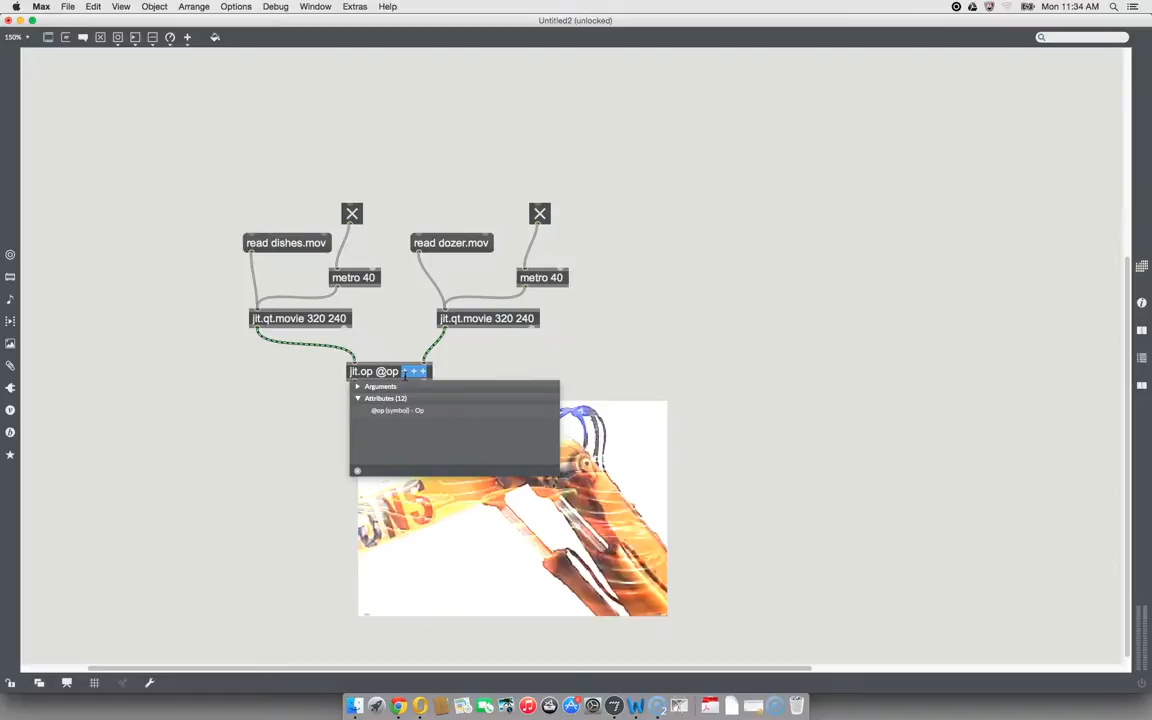 Max File Edit View Object Arrange Options Debug Window Extras Help
Mon 11:34 AM
Untitled2 (unlocked)
150%
read dishes.mov
read dozer.mov
metro 40
metro 40
jit.qt.movie 320 240
jit.qt.movie 320 240
jit.op @op + + +
Arguments
Attributes (12)
@op (symbol) - Op